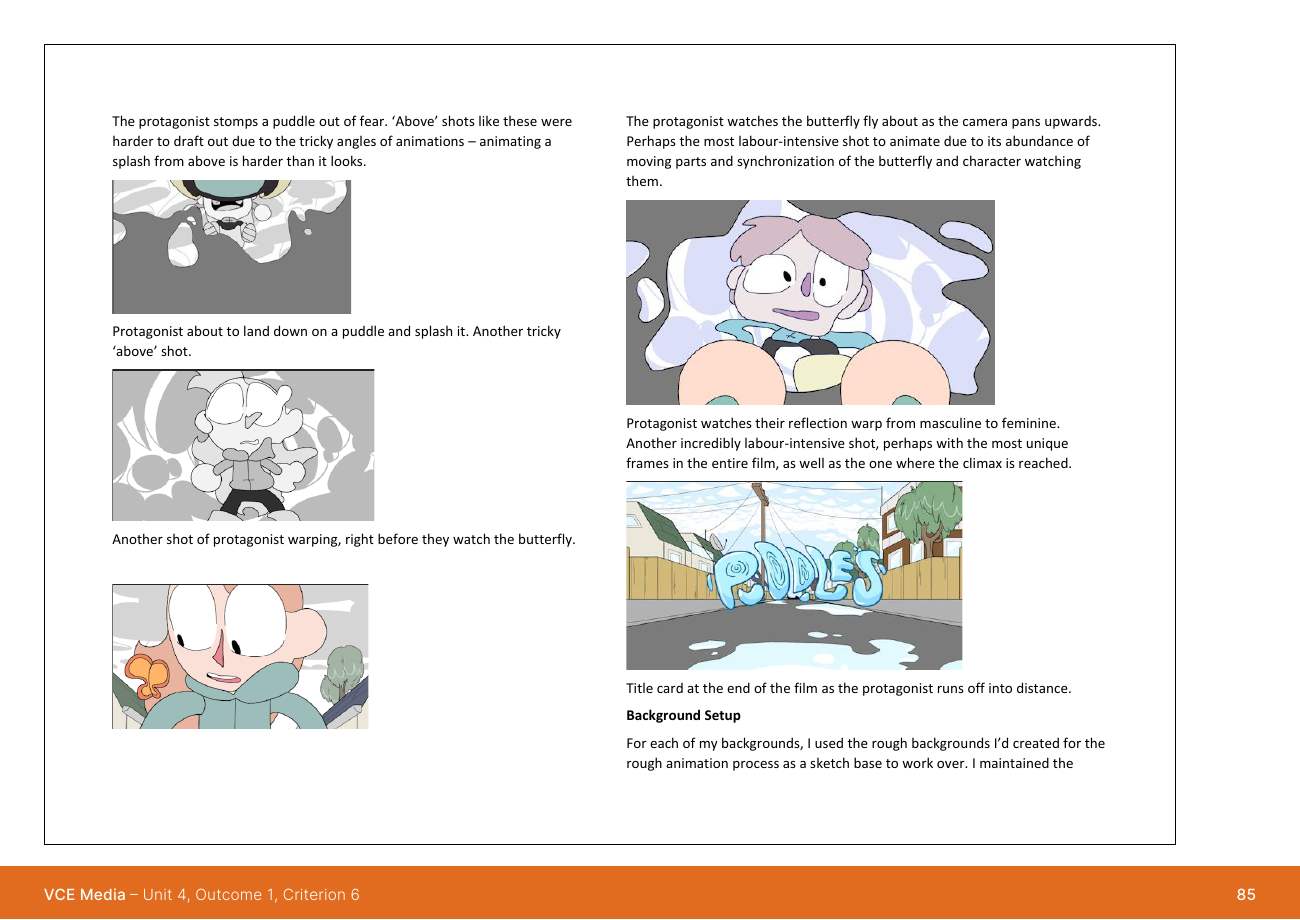 The protagonist stomps a puddle out of fear. ‘Above’ shots like these were
harder to draft out due to the tricky angles of animations – animating a
splash from above is harder than it looks.
Protagonist about to land down on a puddle and splash it. Another tricky
‘above’ shot.
Another shot of protagonist warping, right before they watch the butterfly.
The protagonist watches the butterfly fly about as the camera pans upwards.
Perhaps the most labour-intensive shot to animate due to its abundance of
moving parts and synchronization of the butterfly and character watching
them.
Protagonist watches their reflection warp from masculine to feminine.
Another incredibly labour-intensive shot, perhaps with the most unique
frames in the entire film, as well as the one where the climax is reached.
PUDDLES
Title card at the end of the film as the protagonist runs off into distance.
Background Setup
For each of my backgrounds, I used the rough backgrounds I’d created for the
rough animation process as a sketch base to work over. I maintained the
VCE Media – Unit 4, Outcome 1, Criterion 6
85